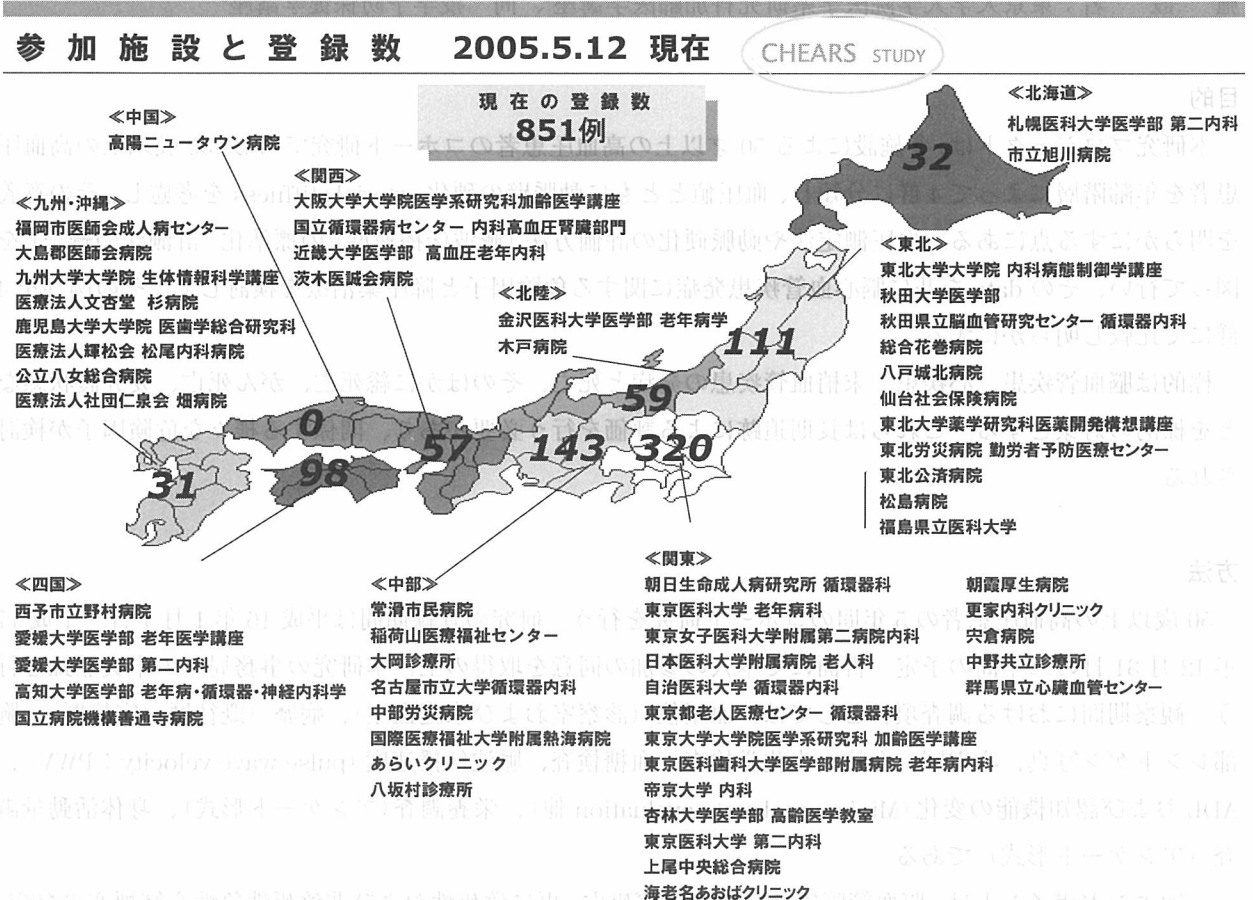 参加施設と登録数 2005.5.12 現在
CHEARS STUDY
現在の登録数
851例
≪中国≫
高陽ニュータウン病院
≪関西≫
大阪大学大学院医学系研究科加齢医学講座
国立循環器病センター 内科高血圧腎臓部門
近畿大学医学部 高血圧老年内科
茨木医誠会病院
≪九州・沖縄≫
福岡市医師会成人病センター
大島郡医師会病院
九州大学大学院 生体情報科学講座
医療法人文杏堂 杉病院
鹿児島大学大学院 医歯学総合研究科
医療法人輝松会 松尾内科病院
公立八女総合病院
医療法人社団仁泉会 畑病院
≪北陸≫
金沢医科大学医学部 老年病学
木戸病院
≪北海道≫
札幌医科大学医学部 第二内科
市立旭川病院
≪東北≫
東北大学大学院 内科病態制御学講座
秋田大学医学部
秋田県立脳血管研究センター 循環器内科
総合花巻病院
八戸城北病院
仙台社会保険病院
東北大学薬学研究科医薬開発構想講座
東北労災病院 勤労者予防医療センター
東北公済病院
松島病院
福島県立医科大学
32
111
59
0
57
143
320
98
31
≪四国≫
西予市立野村病院
愛媛大学医学部 老年医学講座
愛媛大学医学部 第二内科
高知大学医学部 老年病・循環器・神経内科学
国立病院機構善通寺病院
≪中部≫
常滑市民病院
稲荷山医療福祉センター
大岡診療所
名古屋市立大学循環器内科
中部労災病院
国際医療福祉大学附属熱海病院
あらいクリニック
八坂村診療所
≪関東≫
朝日生命成人病研究所 循環器科
東京医科大学 老年病科
東京女子医科大学附属第二病院内科
日本医科大学附属病院 老人科
自治医科大学 循環器内科
東京都老人医療センター 循環器科
東京大学大学院医学系研究科 加齢医学講座
東京医科歯科大学医学部附属病院 老年病内科
帝京大学 内科
杏林大学医学部 高齢医学教室
東京医科大学 第二内科
上尾中央総合病院
海老名あおばクリニック
朝霞厚生病院
更家内科クリニック
宍倉病院
中野共立診療所
群馬県立心臓血管センター